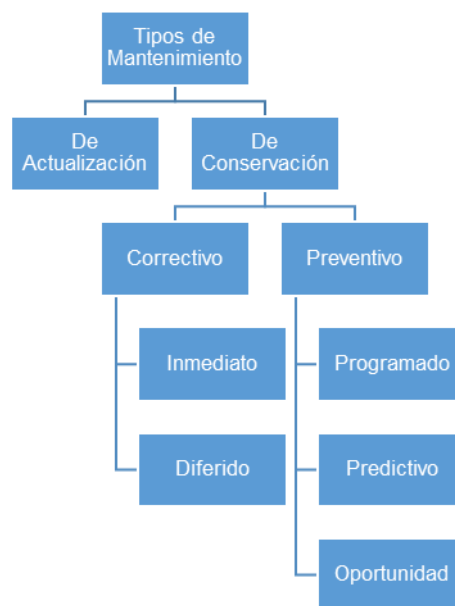 Tipos de
Mantenimiento
De
Actualización
De
Conservación
Correctivo
Preventivo
Inmediato
Programado
Diferido
Predictivo
Oportunidad